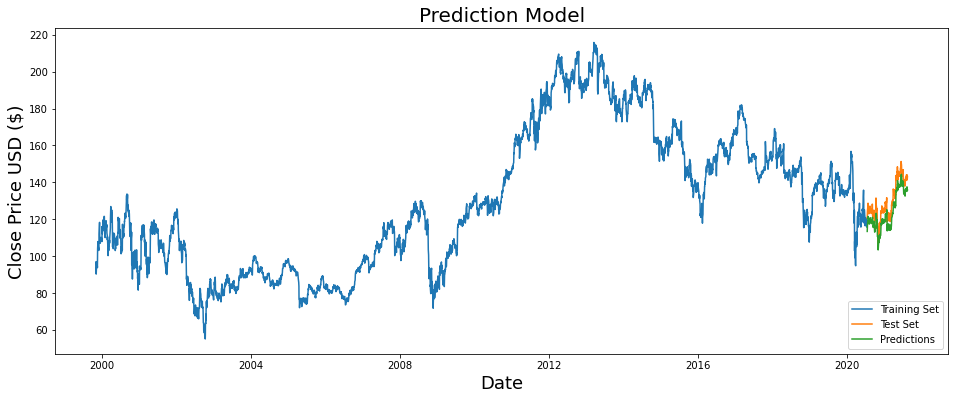 Prediction Model
Close Price USD ($)
220
200
180
160
140
120
100
80
60
2000
2004
2008
2012
2016
2020
Date
Training Set
Test Set
Predictions